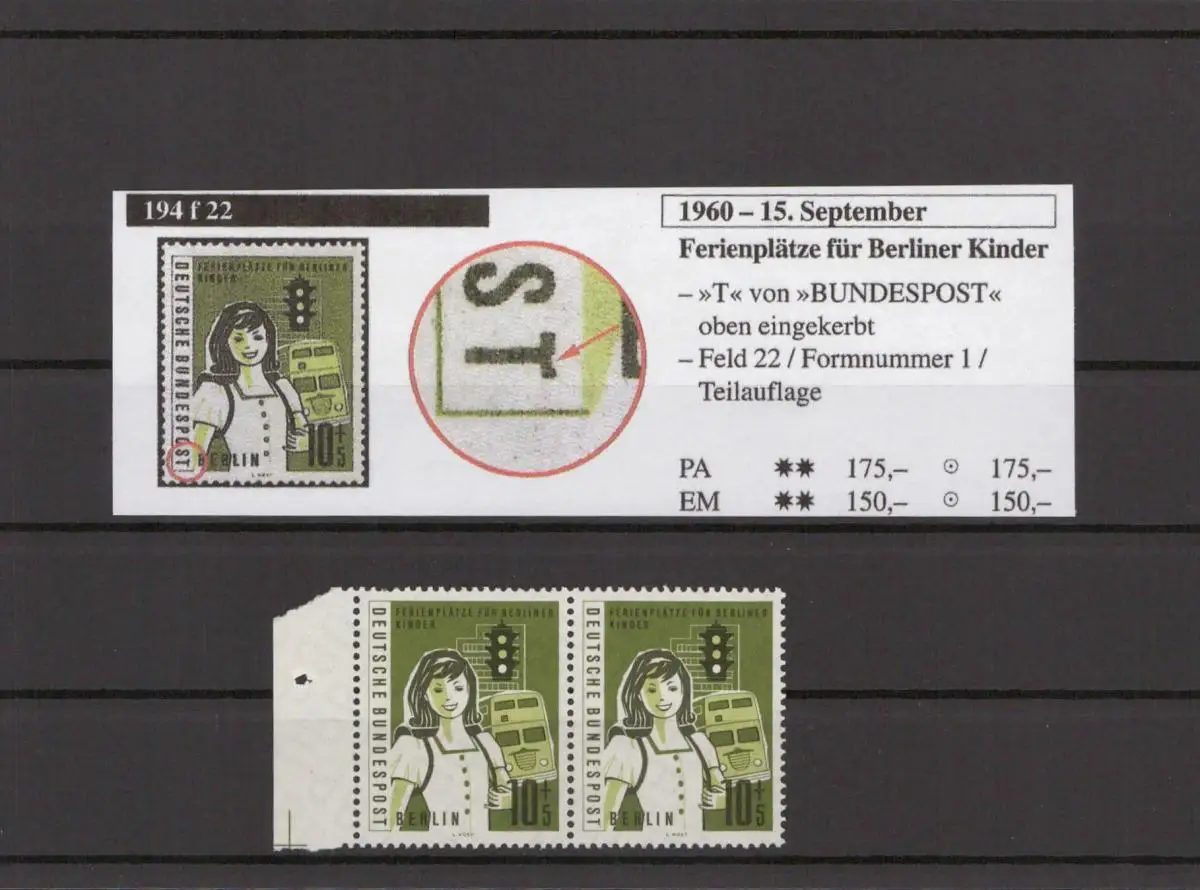 194 f 22
1960 – 15. September
Ferienplätze für Berliner Kinder
– »T« von »BUNDESPOST«
oben eingekerbt
– Feld 22 / Formnummer 1 /
Teilauflage
PA ✱✱ 175,– ⊙ 175,–
EM ✱✱ 150,– ⊙ 150,–
FERIENPLÄTZE FÜR BERLINER
KINDER
DEUTSCHE BUNDESPOST
BERLIN
10+5
ST
FERIENPLÄTZE FÜR BERLINER
KINDER
DEUTSCHE BUNDESPOST
BERLIN
10+5
FERIENPLÄTZE FÜR BERLINER
KINDER
DEUTSCHE BUNDESPOST
BERLIN
10+5